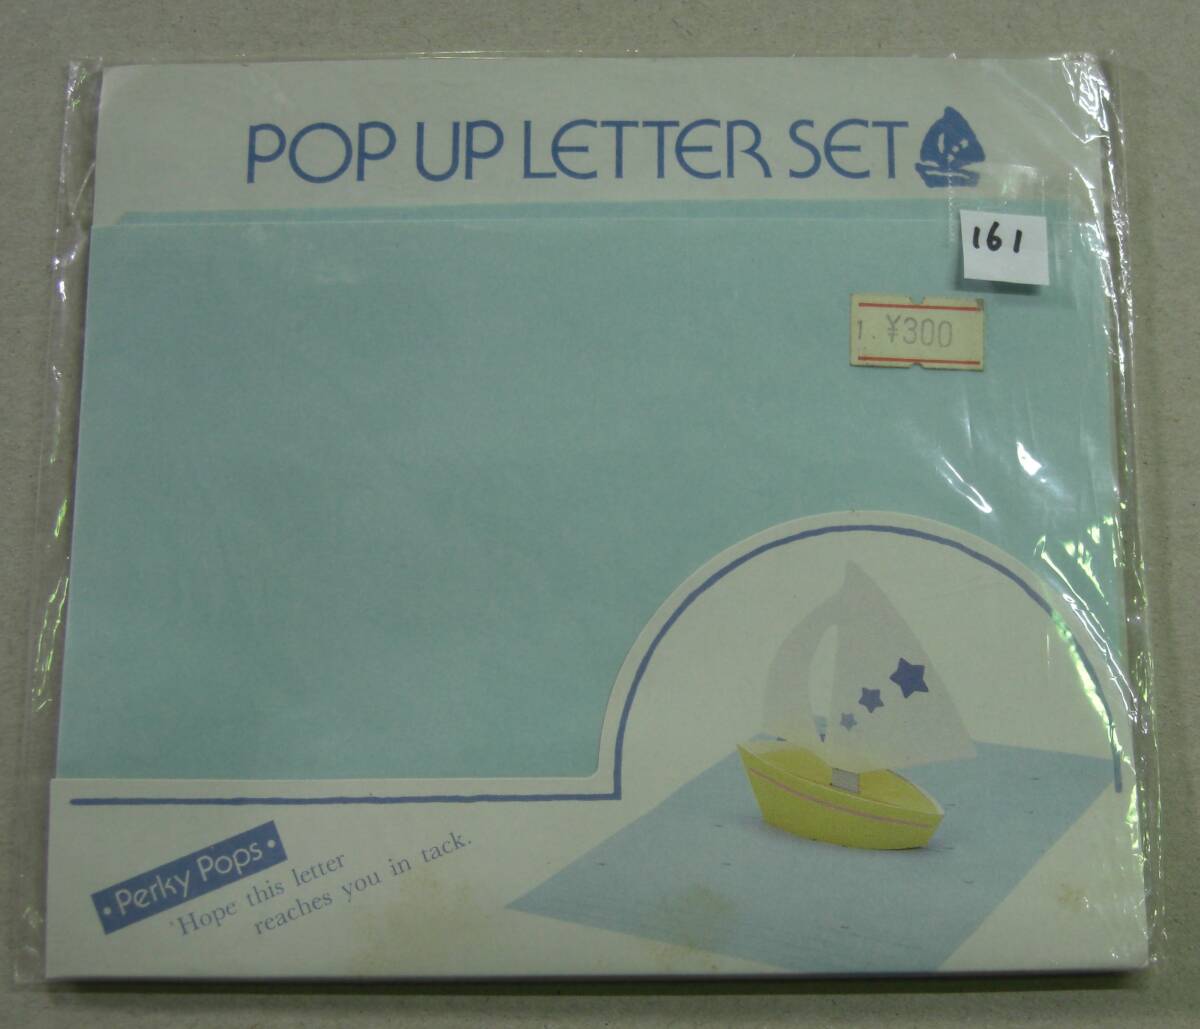 POP UP LETTER SET
161
1. ¥300
• Perky Pops •
"Hope this letter
reaches you in tack.